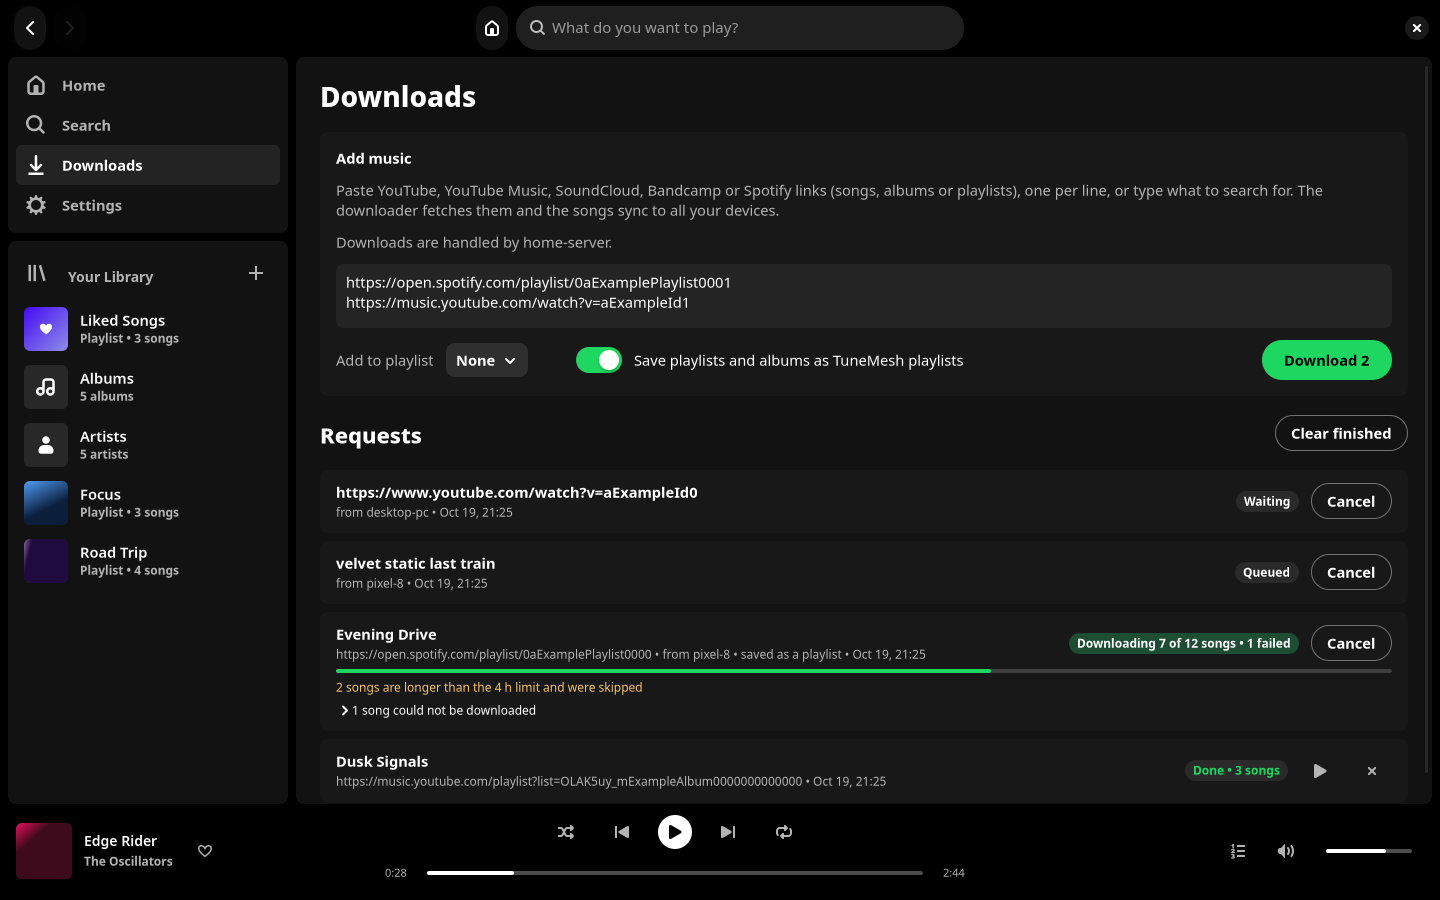 What do you want to play?
Home
Search
Downloads
Settings
Your Library
Liked Songs
Playlist • 3 songs
Albums
5 albums
Artists
5 artists
Focus
Playlist • 3 songs
Road Trip
Playlist • 4 songs
Downloads
Add music
Paste YouTube, YouTube Music, SoundCloud, Bandcamp or Spotify links (songs, albums or playlists), one per line, or type what to search for. The
downloader fetches them and the songs sync to all your devices.
Downloads are handled by home-server.
https://open.spotify.com/playlist/0aExamplePlaylist0001
https://music.youtube.com/watch?v=aExampleId1
Add to playlist None Save playlists and albums as TuneMesh playlists Download 2
Requests Clear finished
https://www.youtube.com/watch?v=aExampleId0
from desktop-pc • Oct 19, 21:25
Waiting Cancel
velvet static last train
from pixel-8 • Oct 19, 21:25
Queued Cancel
Evening Drive
https://open.spotify.com/playlist/0aExamplePlaylist0000 • from pixel-8 • saved as a playlist • Oct 19, 21:25
Downloading 7 of 12 songs • 1 failed Cancel
2 songs are longer than the 4 h limit and were skipped
1 song could not be downloaded
Dusk Signals
https://music.youtube.com/playlist?list=OLAK5uy_mExampleAlbum0000000000000 • Oct 19, 21:25
Done • 3 songs
Edge Rider
The Oscillators
0:28 2:44